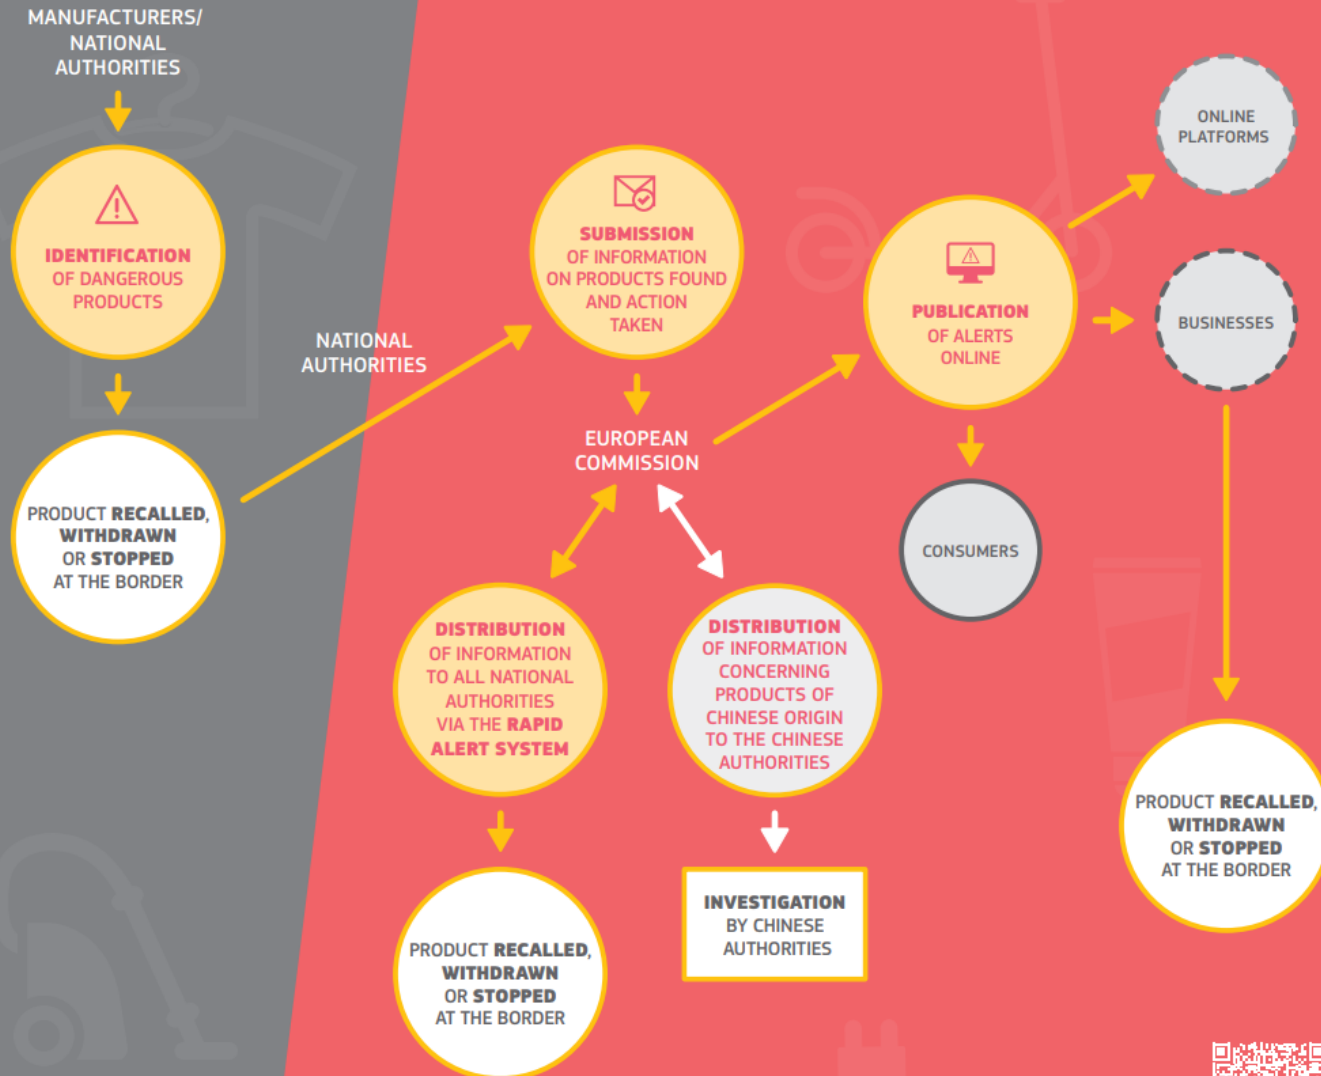 MANUFACTURERS/
NATIONAL
AUTHORITIES
IDENTIFICATION
OF DANGEROUS
PRODUCTS
PRODUCT RECALLED,
WITHDRAWN
OR STOPPED
AT THE BORDER
NATIONAL
AUTHORITIES
SUBMISSION
OF INFORMATION
ON PRODUCTS FOUND
AND ACTION
TAKEN
EUROPEAN
COMMISSION
DISTRIBUTION
OF INFORMATION
TO ALL NATIONAL
AUTHORITIES
VIA THE RAPID
ALERT SYSTEM
PRODUCT RECALLED,
WITHDRAWN
OR STOPPED
AT THE BORDER
DISTRIBUTION
OF INFORMATION
CONCERNING
PRODUCTS OF
CHINESE ORIGIN
TO THE CHINESE
AUTHORITIES
INVESTIGATION
BY CHINESE
AUTHORITIES
PUBLICATION
OF ALERTS
ONLINE
CONSUMERS
ONLINE
PLATFORMS
BUSINESSES
PRODUCT RECALLED,
WITHDRAWN
OR STOPPED
AT THE BORDER